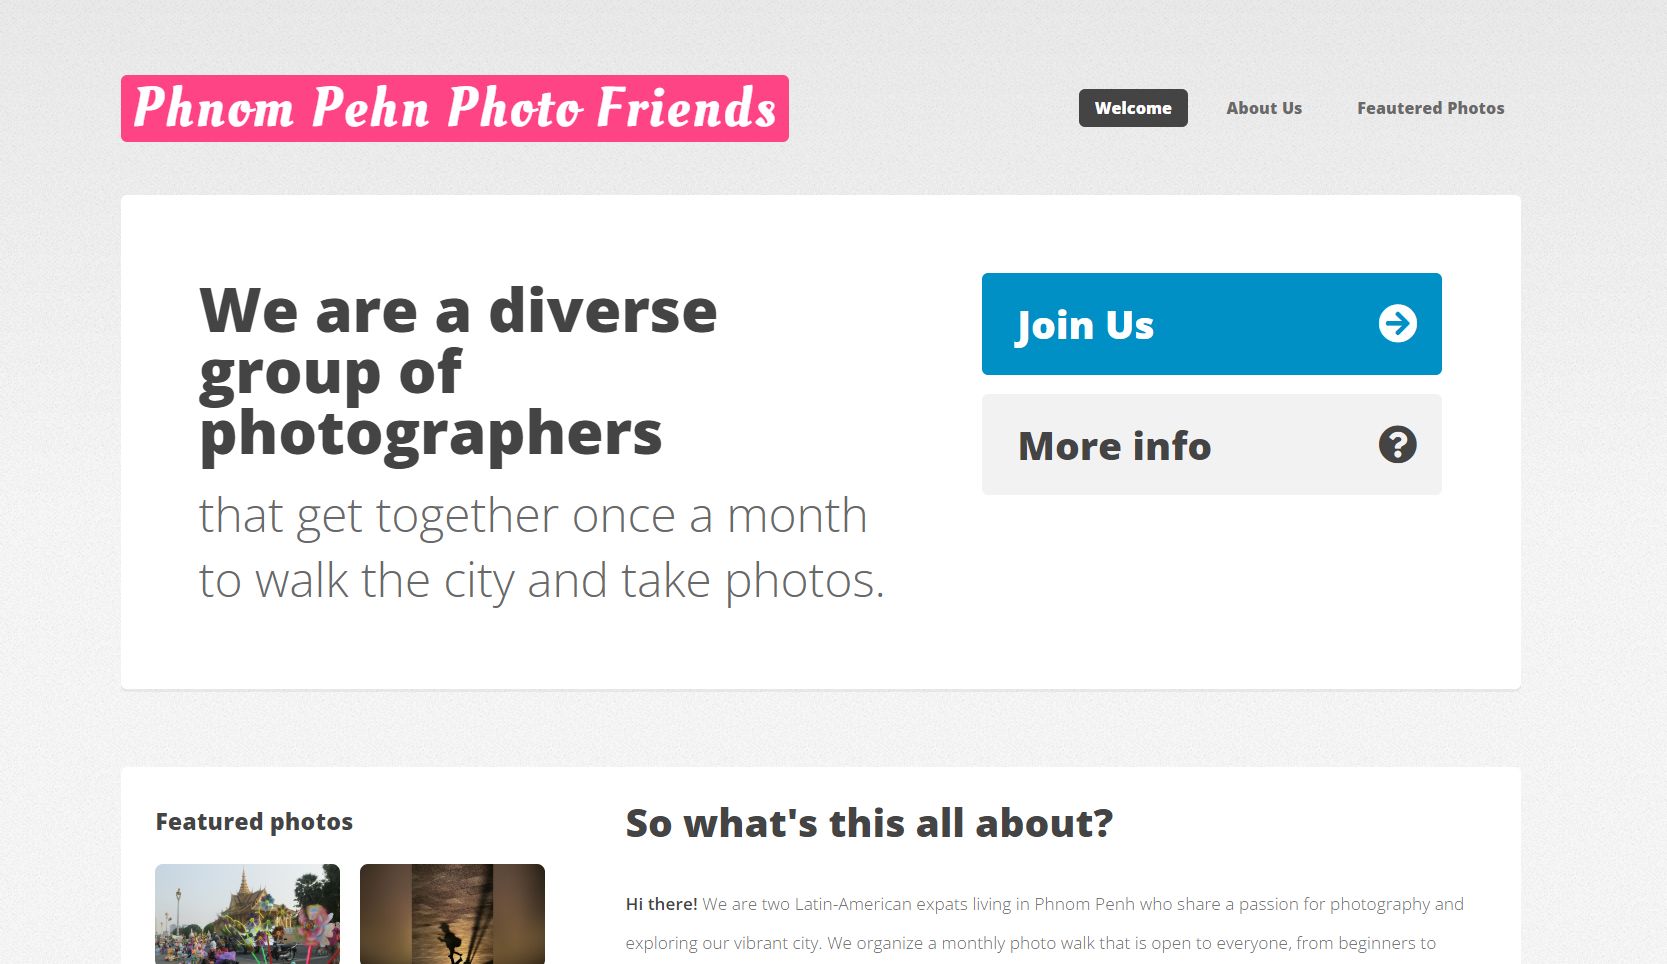 Phnom Pehn Photo Friends
Welcome
About Us
Feautered Photos
We are a diverse
group of
photographers
that get together once a month
to walk the city and take photos.
Join Us
More info
Featured photos
So what's this all about?
Hi there! We are two Latin-American expats living in Phnom Penh who share a passion for photography and
exploring our vibrant city. We organize a monthly photo walk that is open to everyone, from beginners to